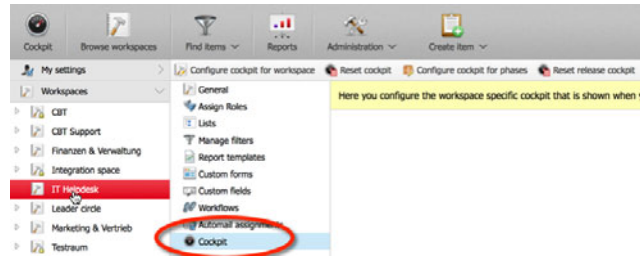 Cockpit Browse workspaces Find items Reports Administration Create item
My settings
Configure cockpit for workspace Reset cockpit Configure cockpit for phases Reset release cockpit
Workspaces
General
Here you configure the workspace specific cockpit that is shown when
CBT
Assign Roles
Lists
CBT Support
Manage filters
Finanzen & Verwaltung
Report templates
Integration space
Custom forms
IT Helpdesk
Custom fields
Leader circle
Workflows
Marketing & Vertrieb
Automail assignments
Testraum
Cockpit